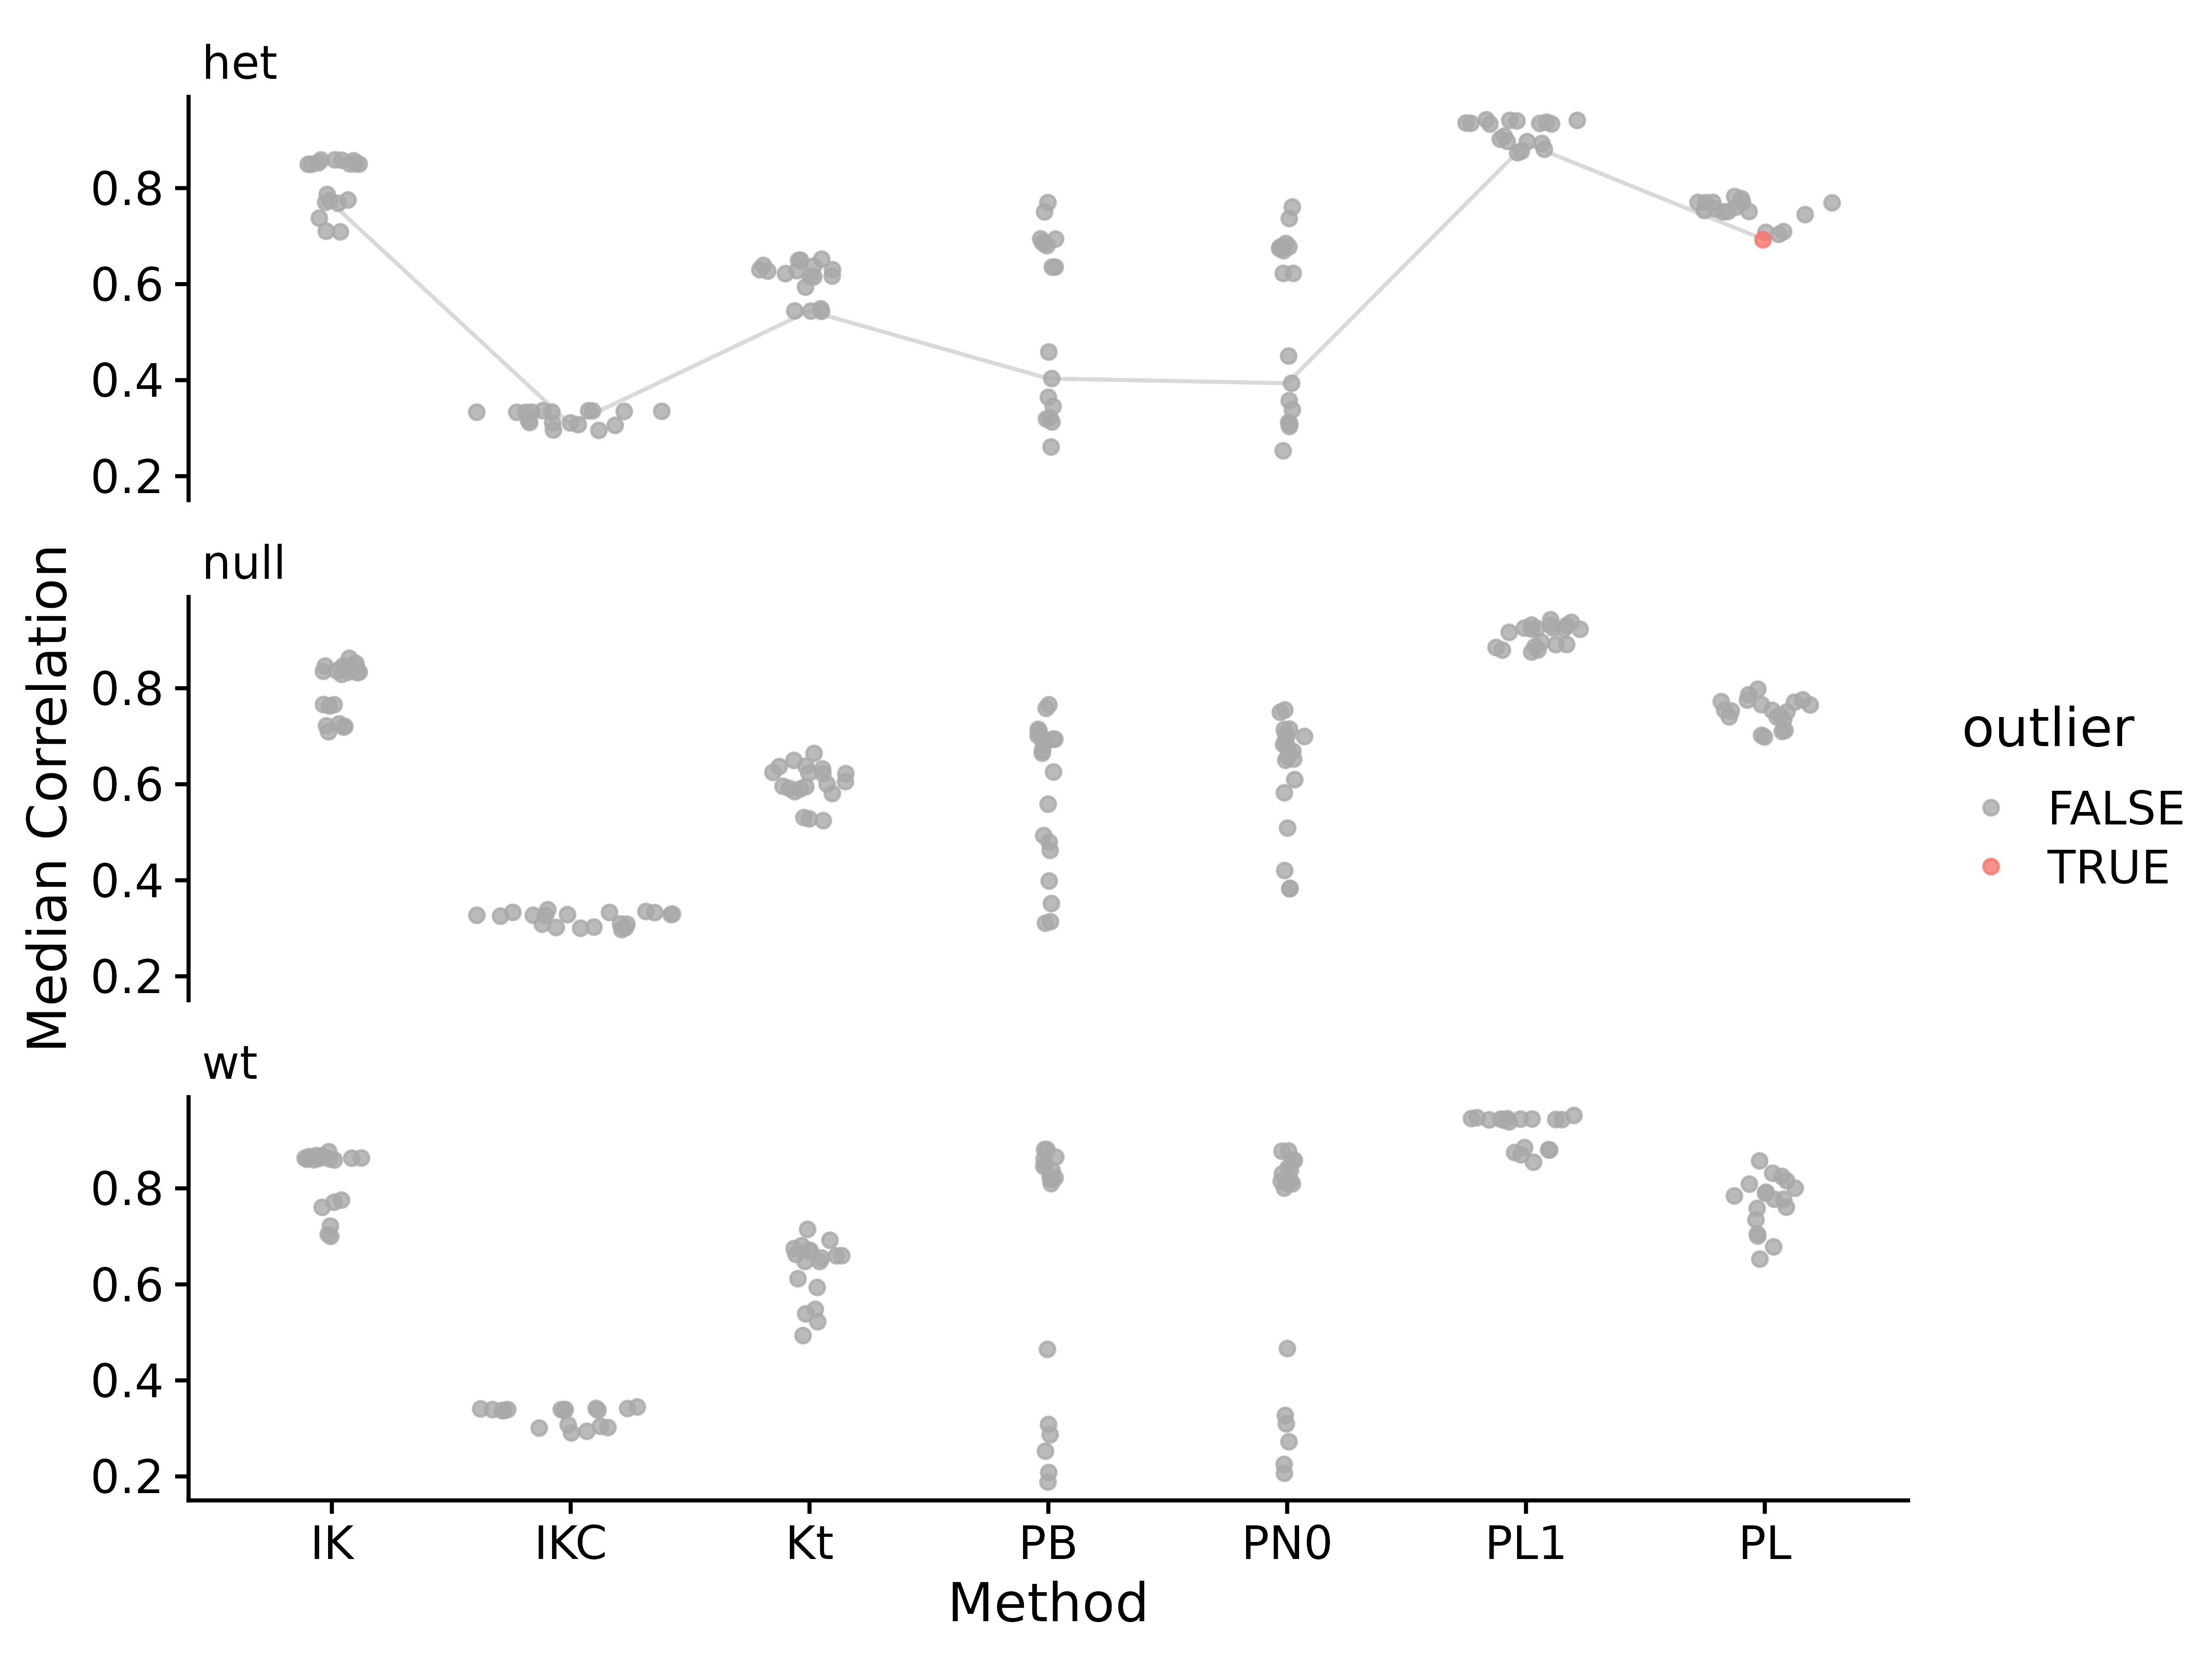 het
0.8
0.6
0.4
0.2
null
0.8
0.6
0.4
0.2
wt
0.8
0.6
0.4
0.2
Median Correlation
IK IKC Kt PB PN0 PL1 PL
Method
outlier
FALSE
TRUE